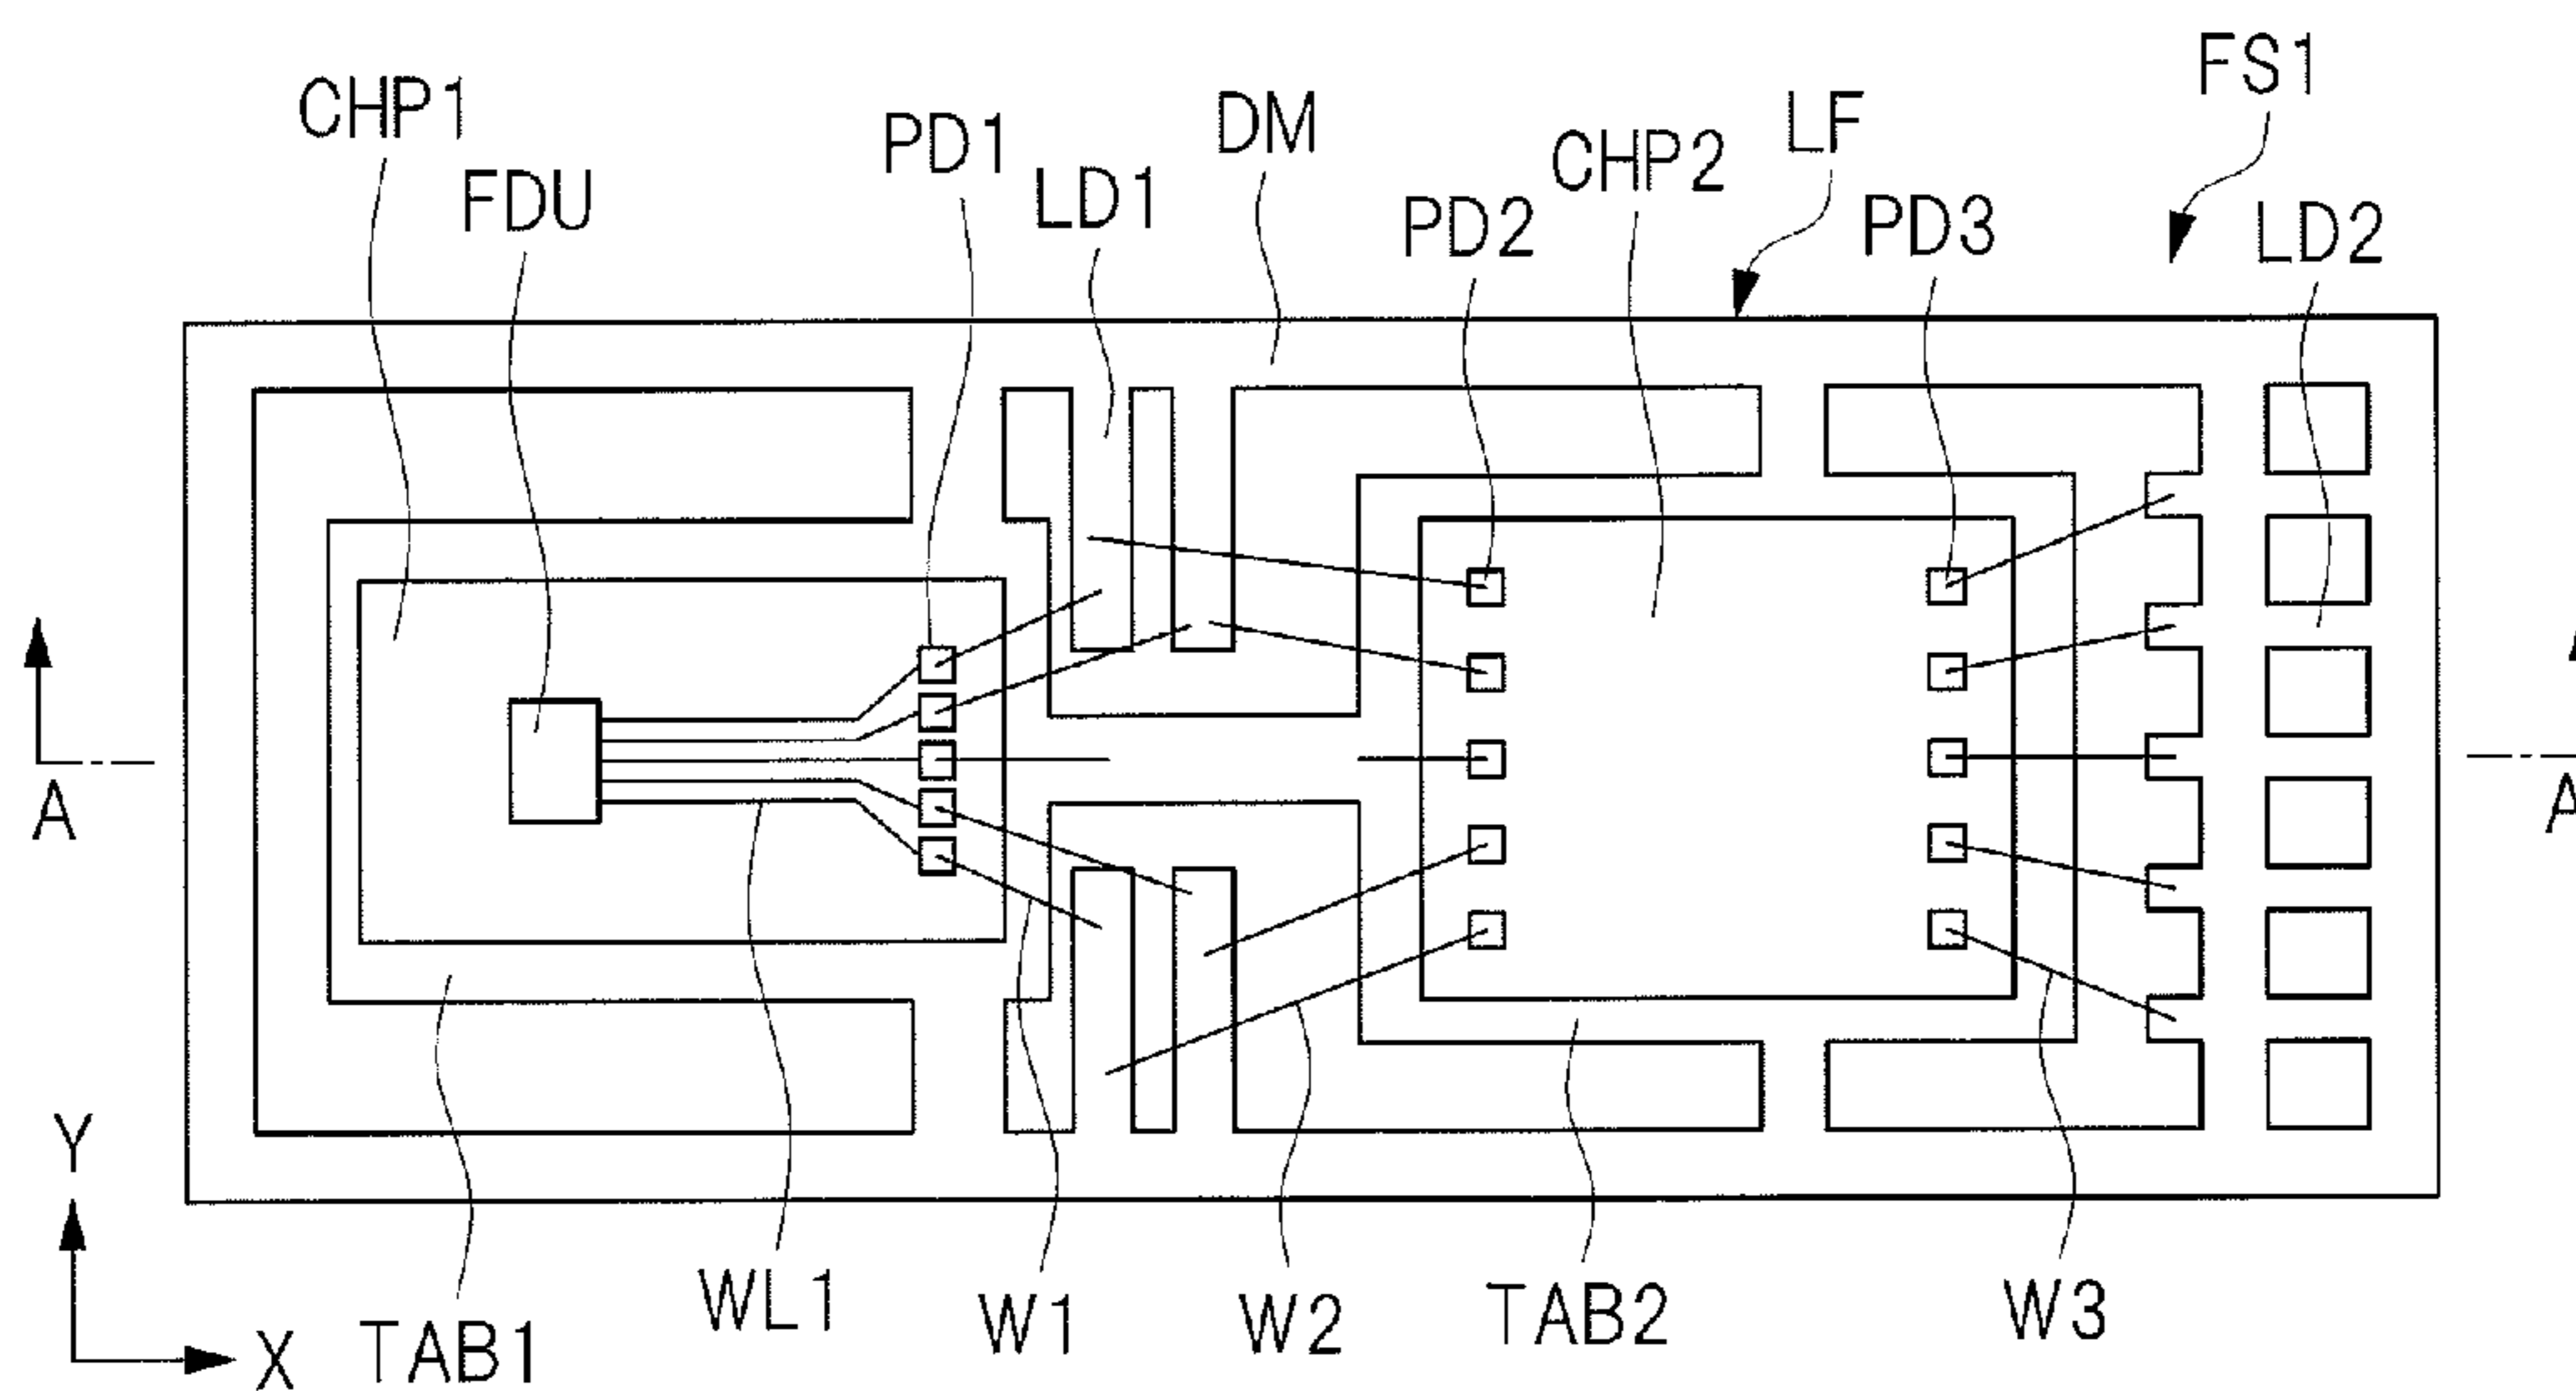 FS1
CHP1
DM
LF
PD1
CHP2
FDU
LD1
PD2
PD3
LD2
A
A
Y
WL1
W1
W2
TAB2
W3
X
TAB1